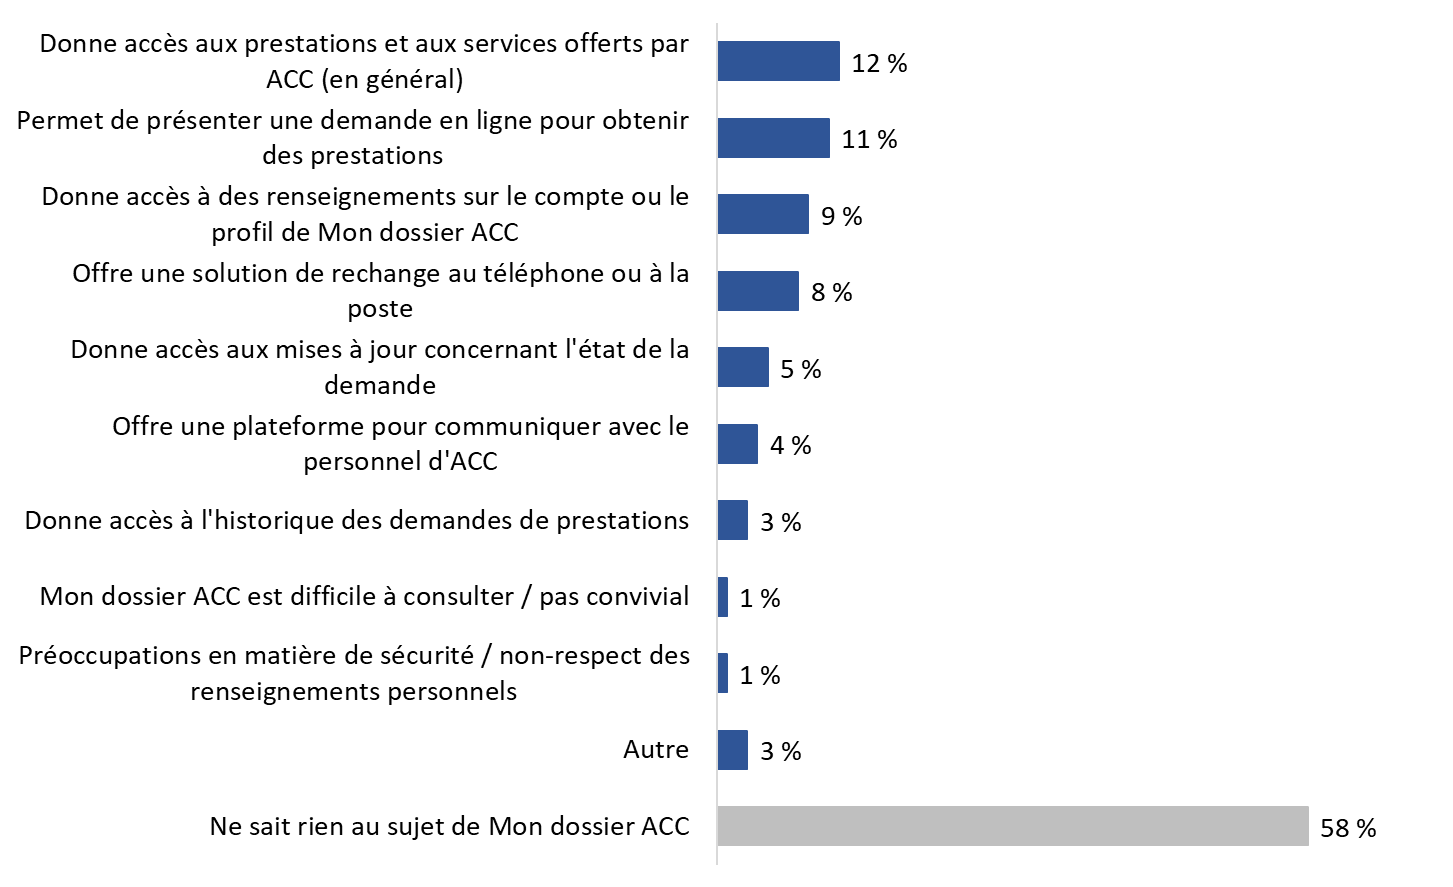 Donne accès aux prestations et aux services offerts par
ACC (en général)
12 %
Permet de présenter une demande en ligne pour obtenir
des prestations
11 %
Donne accès à des renseignements sur le compte ou le
profil de Mon dossier ACC
9 %
Offre une solution de rechange au téléphone ou à la
poste
8 %
Donne accès aux mises à jour concernant l'état de la
demande
5 %
Offre une plateforme pour communiquer avec le
personnel d'ACC
4 %
Donne accès à l'historique des demandes de prestations
3 %
Mon dossier ACC est difficile à consulter / pas convivial
1 %
Préoccupations en matière de sécurité / non-respect des
renseignements personnels
1 %
Autre
3 %
Ne sait rien au sujet de Mon dossier ACC
58 %